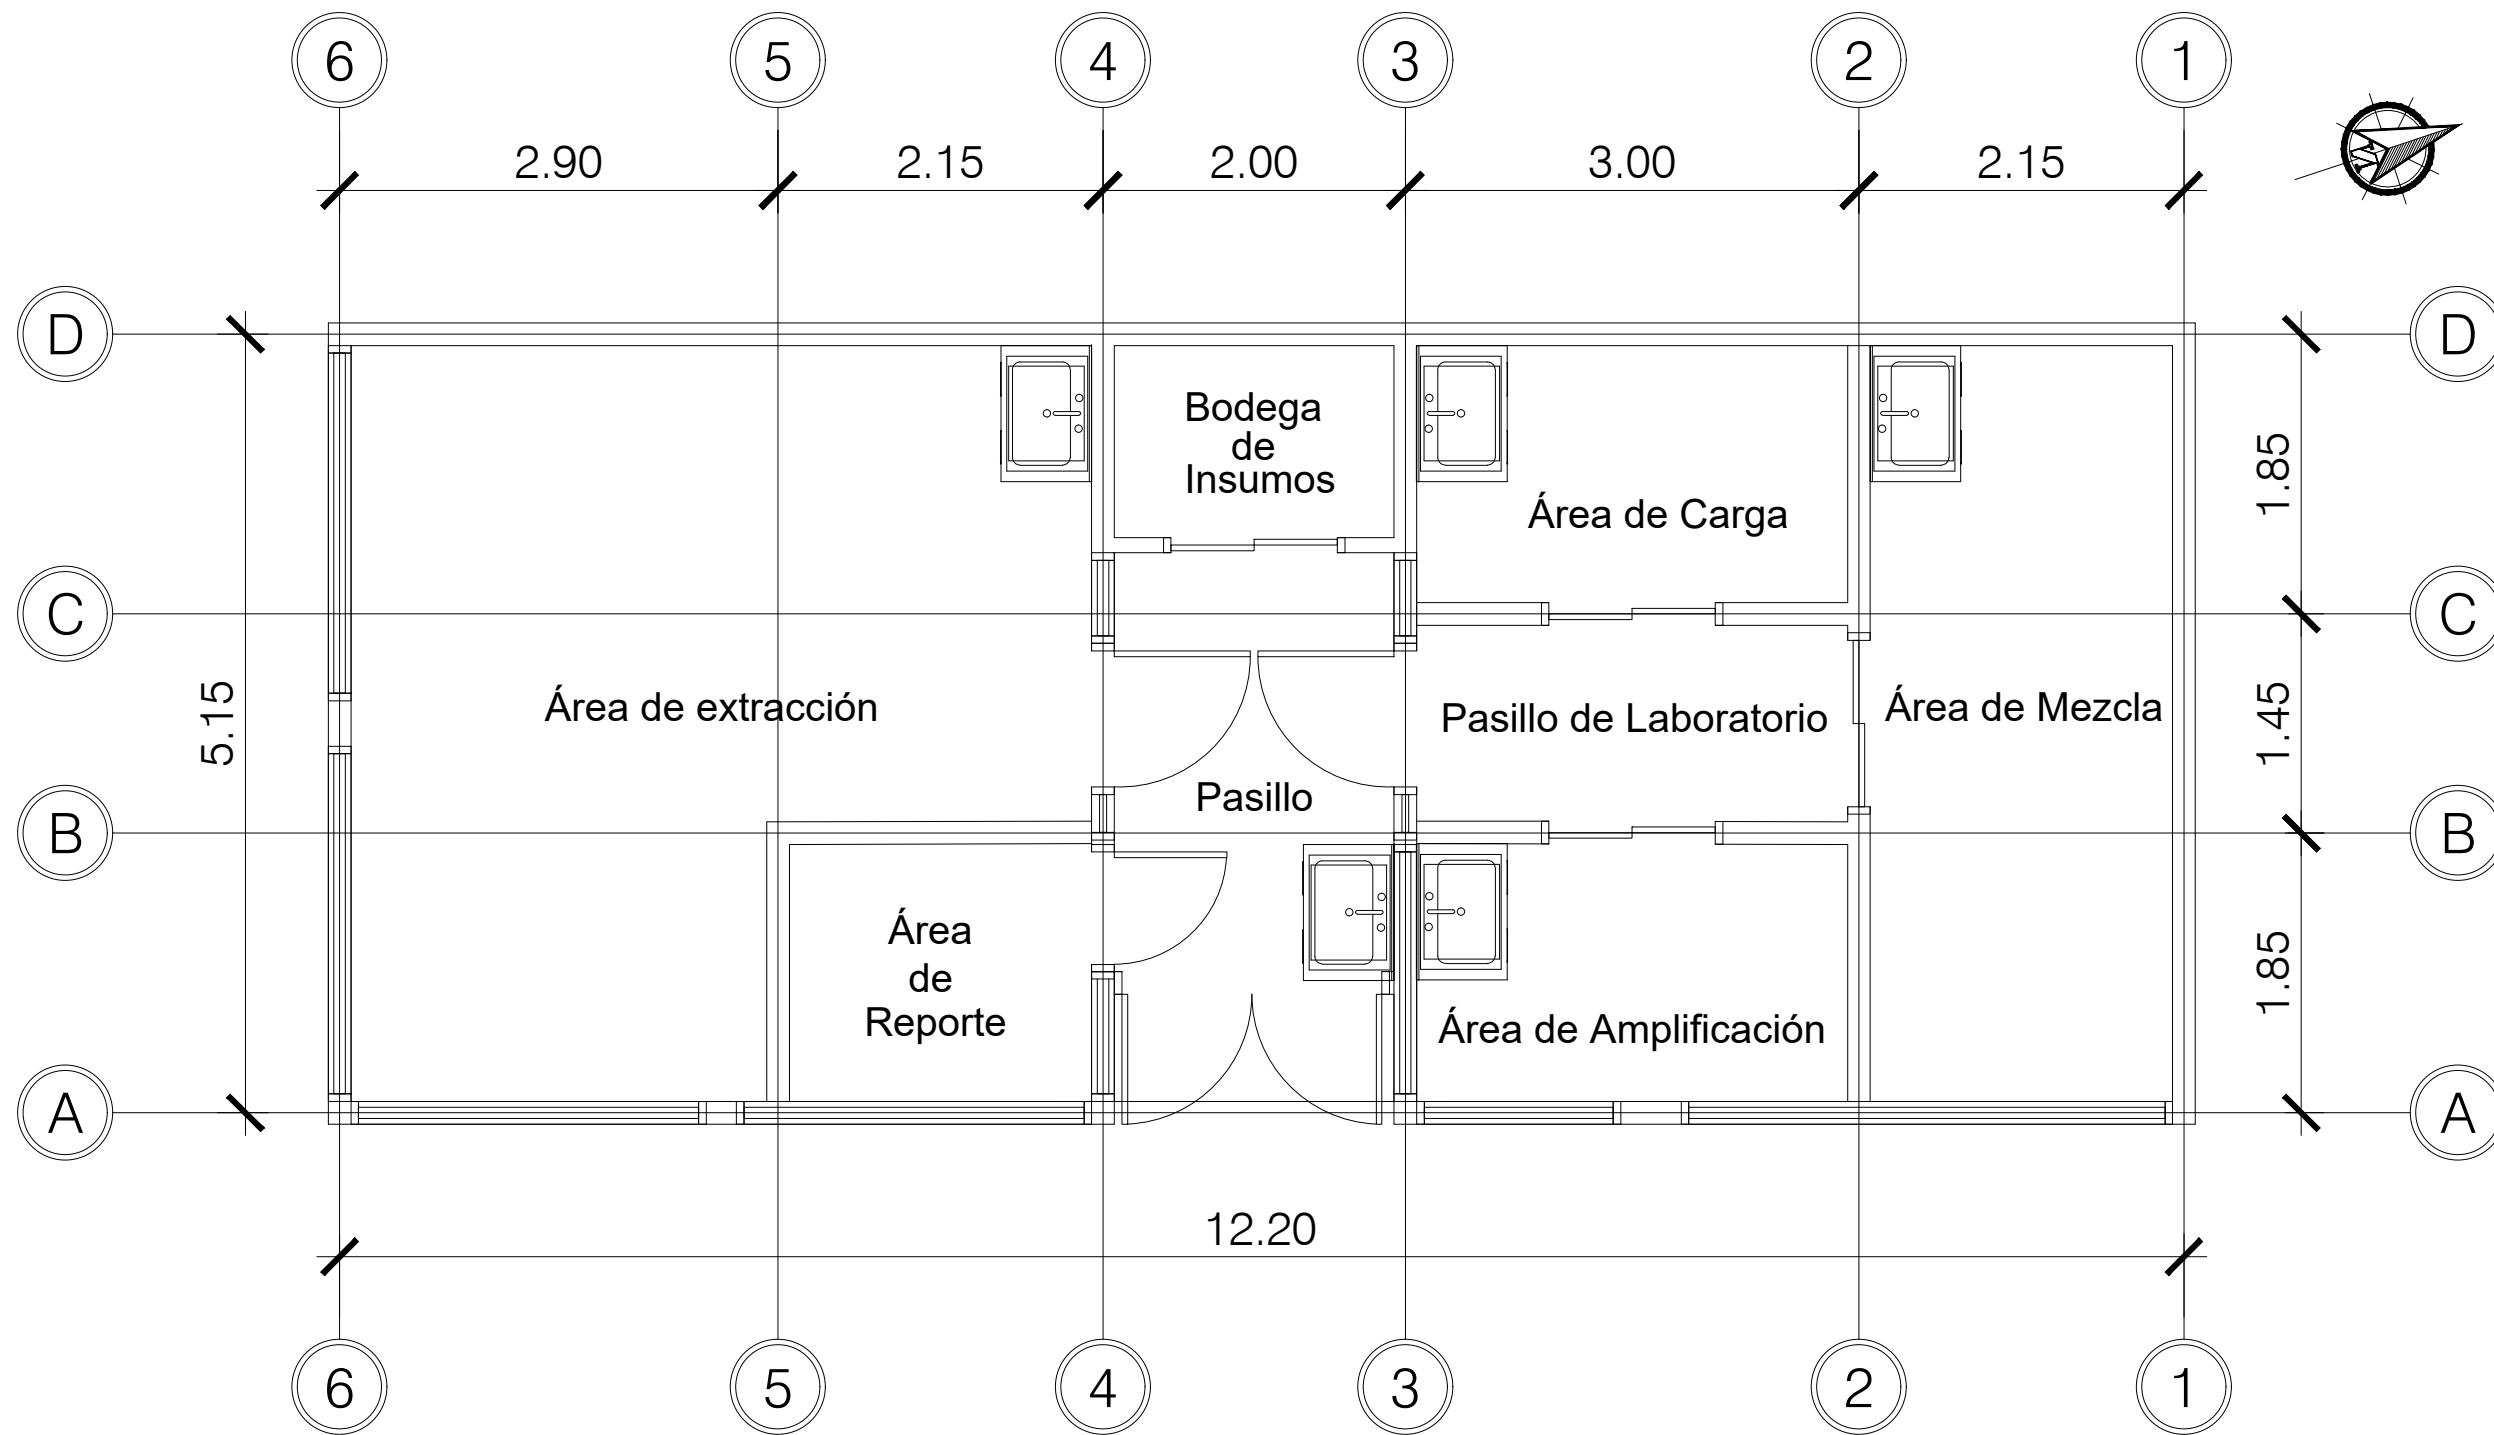 6 5 4 3 2 1
2.90 2.15 2.00 3.00 2.15
N
D D
Bodega
de
Insumos
1.85
Área de Carga
C C
5.15
Área de extracción
Pasillo de Laboratorio
Área de Mezcla
1.45
Pasillo
B B
Área
de
Reporte
1.85
Área de Amplificación
A A
12.20
6 5 4 3 2 1